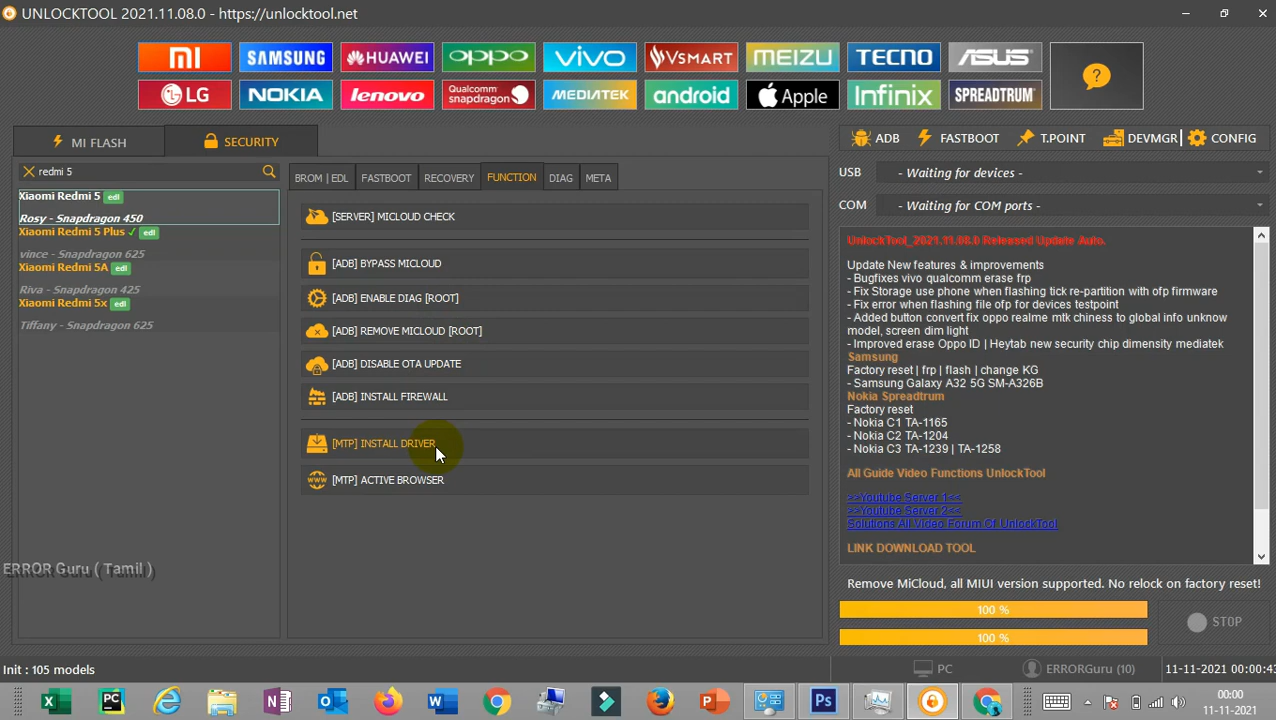 UNLOCKTOOL 2021.11.08.0 - https://unlocktool.net
MI SAMSUNG HUAWEI oppo vivo VSMART MEIZU TECNO ASUS
LG NOKIA lenovo Qualcomm snapdragon MEDIATEK android Apple Infinix SPREADTRUM ?
MI FLASH SECURITY
ADB FASTBOOT T.POINT DEVMGR CONFIG
redmi 5
BROM | EDL FASTBOOT RECOVERY FUNCTION DIAG META
USB - Waiting for devices -
COM - Waiting for COM ports -
Xiaomi Redmi 5 edl
Rosy - Snapdragon 450
Xiaomi Redmi 5 Plus ✓ edl
vince - Snapdragon 625
Xiaomi Redmi 5A edl
Riva - Snapdragon 425
Xiaomi Redmi 5x edl
Tiffany - Snapdragon 625
[SERVER] MICLOUD CHECK
[ADB] BYPASS MICLOUD
[ADB] ENABLE DIAG [ROOT]
[ADB] REMOVE MICLOUD [ROOT]
[ADB] DISABLE OTA UPDATE
[ADB] INSTALL FIREWALL
[MTP] INSTALL DRIVER
www [MTP] ACTIVE BROWSER
UnlockTool_2021.11.08.0 Released Update Auto.
Update New features & improvements
- Bugfixes vivo qualcomm erase frp
- Fix Storage use phone when flashing tick re-partition with ofp firmware
- Fix error when flashing file ofp for devices testpoint
- Added button convert fix oppo realme mtk chiness to global info unknow
model, screen dim light
- Improved erase Oppo ID | Heytab new security chip dimensity mediatek
Samsung
Factory reset | frp | flash | change KG
- Samsung Galaxy A32 5G SM-A326B
Nokia Spreadtrum
Factory reset
- Nokia C1 TA-1165
- Nokia C2 TA-1204
- Nokia C3 TA-1239 | TA-1258
All Guide Video Functions UnlockTool
>>Youtube Server 1<<
>>Youtube Server 2<<
Solutions All Video Forum Of UnlockTool
LINK DOWNLOAD TOOL
ERROR Guru ( Tamil )
Remove MiCloud, all MIUI version supported. No relock on factory reset!
100 %
100 %
STOP
Init : 105 models
PC ERRORGuru (10) 11-11-2021 00:00:4
X PC N O W P Ps
00:00
11-11-2021